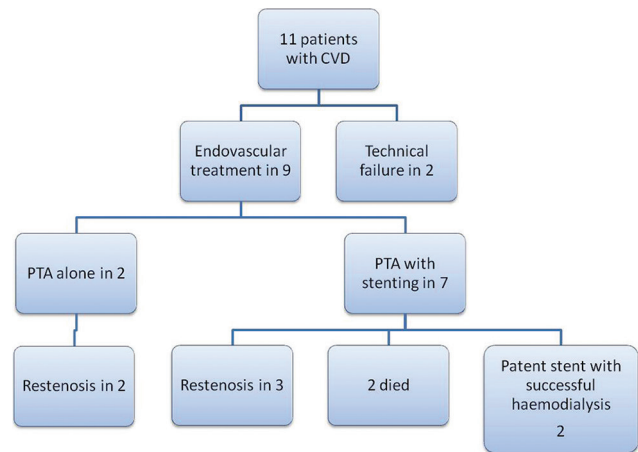 11 patients
with CVD
Endovascular
treatment in 9
Technical
failure in 2
PTA alone in 2
PTA with
stenting in 7
Restenosis in 2
Restenosis in 3
2 died
Patent stent with
successful
haemodialysis
2